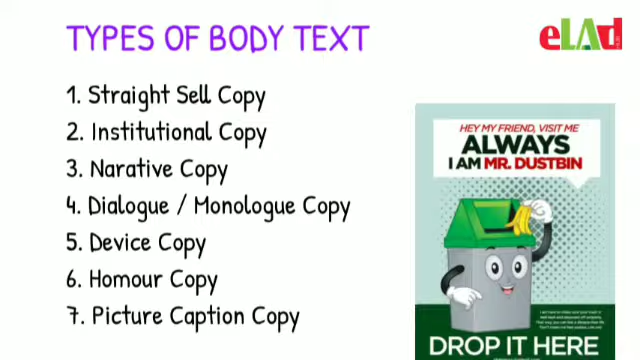 TYPES OF BODY TEXT
eLAd
1. Straight Sell Copy
2. Institutional Copy
3. Narative Copy
4. Dialogue / Monologue Copy
5. Device Copy
6. Homour Copy
7. Picture Caption Copy
HEY MY FRIEND, VISIT ME
ALWAYS
I AM MR. DUSTBIN
DROP IT HERE